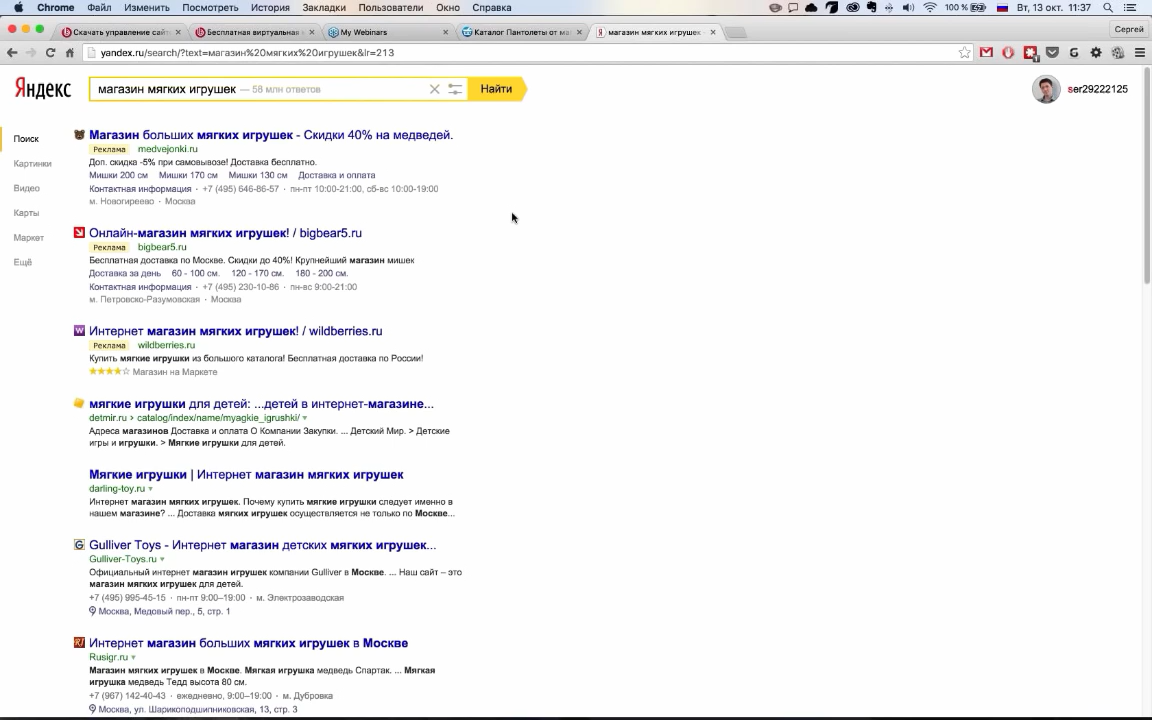 Chrome Файл Изменить Посмотреть История Закладки Пользователи Окно Справка 100 % Вт, 13 окт. 11:37
Скачать управление сайт Бесплатная виртуальная My Webinars Каталог Пантолеты от ма магазин мягких игрушек Сергей
yandex.ru/search/?text=магазин%20мягких%20игрушек&lr=213
Яндекс магазин мягких игрушек — 58 млн ответов Найти ser29222125
Поиск
Картинки
Видео
Карты
Маркет
Ещё
Магазин больших мягких игрушек - Скидки 40% на медведей.
Реклама medvejonki.ru
Доп. скидка -5% при самовывозе! Доставка бесплатно.
Мишки 200 см Мишки 170 см Мишки 130 см Доставка и оплата
Контактная информация · +7 (495) 646-86-57 · пн-пт 10:00-21:00, сб-вс 10:00-19:00
м. Новогиреево · Москва
Онлайн-магазин мягких игрушек! / bigbear5.ru
Реклама bigbear5.ru
Бесплатная доставка по Москве. Скидки до 40%! Крупнейший магазин мишек
Доставка за день 60 - 100 см. 120 - 170 см. 180 - 200 см.
Контактная информация · +7 (495) 230-10-86 · пн-вс 9:00-21:00
м. Петровско-Разумовская · Москва
Интернет магазин мягких игрушек! / wildberries.ru
Реклама wildberries.ru
Купить мягкие игрушки из большого каталога! Бесплатная доставка по России!
Магазин на Маркете
мягкие игрушки для детей: ...детей в интернет-магазине...
detmir.ru › catalog/index/name/myagkie_igrushki/
Адреса магазинов Доставка и оплата О Компании Закупки. ... Детский Мир. > Детские
игры и игрушки. > Мягкие игрушки для детей.
Мягкие игрушки | Интернет магазин мягких игрушек
darling-toy.ru
Интернет магазин мягких игрушек. Почему купить мягкие игрушки следует именно в
нашем магазине? ... Доставка мягких игрушек осуществляется не только по Москве...
Gulliver Toys - Интернет магазин детских мягких игрушек...
Gulliver-Toys.ru
Официальный интернет магазин игрушек компании Gulliver в Москве. ... Наш сайт – это
магазин мягких игрушек для детей.
+7 (495) 995-45-15 · пн-пт 9:00–19:00 · м. Электрозаводская
Москва, Медовый пер., 5, стр. 1
Интернет магазин больших мягких игрушек в Москве
Rusigr.ru
Магазин мягких игрушек в Москве. Мягкая игрушка медведь Спартак. ... Мягкая
игрушка медведь Тедд высота 80 см.
+7 (967) 142-40-43 · ежедневно, 9:00–19:00 · м. Дубровка
Москва, ул. Шарикоподшипниковская, 13, стр. 3